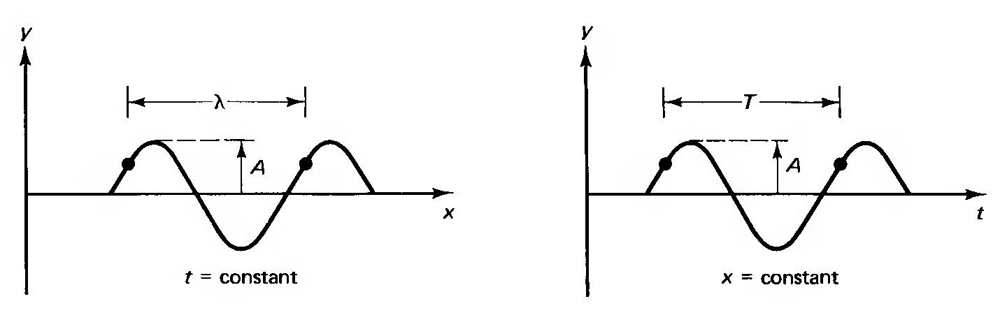 y
λ
A
x
t = constant
y
T
A
t
x = constant